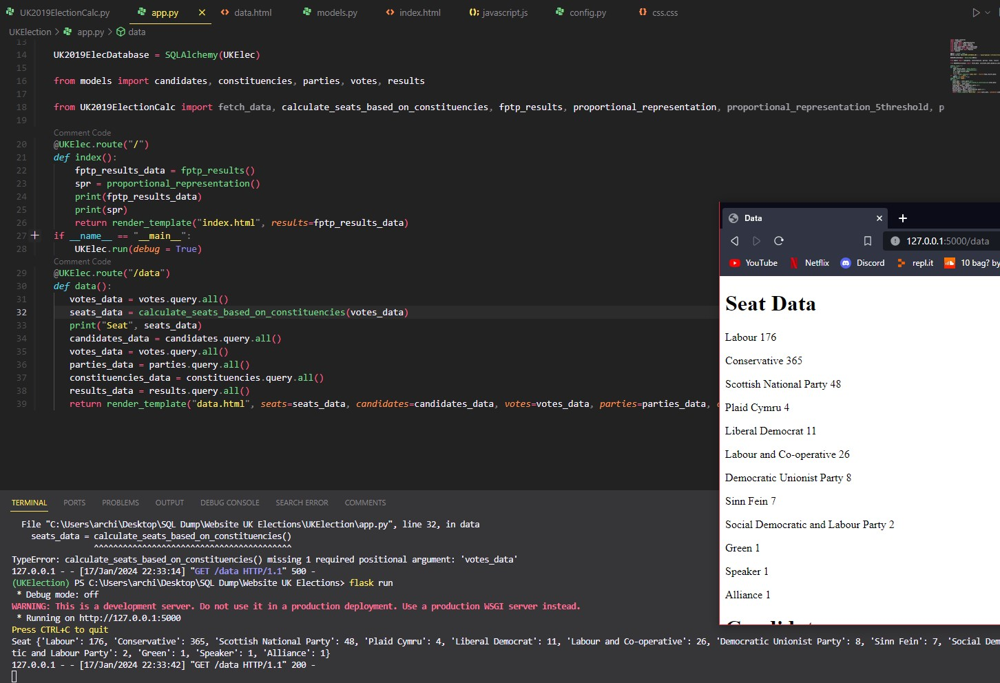 UK2019ElectionCalc.py app.py × data.html models.py index.html javascript.js config.py css.css
UKElection > app.py > data
13
14 UK2019ElecDatabase = SQLAlchemy(UKElec)
15
16 from models import candidates, constituencies, parties, votes, results
17
18 from UK2019ElectionCalc import fetch_data, calculate_seats_based_on_constituencies, fptp_results, proportional_representation, proportional_representation_5threshold, p
19
Comment Code
20 @UKElec.route("/")
21 def index():
22 fptp_results_data = fptp_results()
23 spr = proportional_representation()
24 print(fptp_results_data)
25 print(spr)
26 return render_template("index.html", results=fptp_results_data)
27 if __name__ == "__main__":
28 UKElec.run(debug = True)
Comment Code
29 @UKElec.route("/data")
30 def data():
31 votes_data = votes.query.all()
32 seats_data = calculate_seats_based_on_constituencies(votes_data)
33 print("Seat", seats_data)
34 candidates_data = candidates.query.all()
35 votes_data = votes.query.all()
36 parties_data = parties.query.all()
37 constituencies_data = constituencies.query.all()
38 results_data = results.query.all()
39 return render_template("data.html", seats=seats_data, candidates=candidates_data, votes=votes_data, parties=parties_data,
Data × +
127.0.0.1:5000/data
YouTube Netflix Discord repl.it 10 bag? by
Seat Data
Labour 176
Conservative 365
Scottish National Party 48
Plaid Cymru 4
Liberal Democrat 11
Labour and Co-operative 26
Democratic Unionist Party 8
Sinn Fein 7
Social Democratic and Labour Party 2
Green 1
Speaker 1
Alliance 1
TERMINAL PORTS PROBLEMS OUTPUT DEBUG CONSOLE SEARCH ERROR COMMENTS
File "C:\Users\archi\Desktop\SQL Dump\Website UK Elections\UKElection\app.py", line 32, in data
seats_data = calculate_seats_based_on_constituencies()
^^^^^^^^^^^^^^^^^^^^^^^^^^^^^^^^^^^^^^^^^^
TypeError: calculate_seats_based_on_constituencies() missing 1 required positional argument: 'votes_data'
127.0.0.1 - - [17/Jan/2024 22:33:14] "GET /data HTTP/1.1" 500 -
(UKElection) PS C:\Users\archi\Desktop\SQL Dump\Website UK Elections> flask run
* Debug mode: off
WARNING: This is a development server. Do not use it in a production deployment. Use a production WSGI server instead.
* Running on http://127.0.0.1:5000
Press CTRL+C to quit
Seat {'Labour': 176, 'Conservative': 365, 'Scottish National Party': 48, 'Plaid Cymru': 4, 'Liberal Democrat': 11, 'Labour and Co-operative': 26, 'Democratic Unionist Party': 8, 'Sinn Fein': 7, 'Social Dem
tic and Labour Party': 2, 'Green': 1, 'Speaker': 1, 'Alliance': 1}
127.0.0.1 - - [17/Jan/2024 22:33:42] "GET /data HTTP/1.1" 200 -